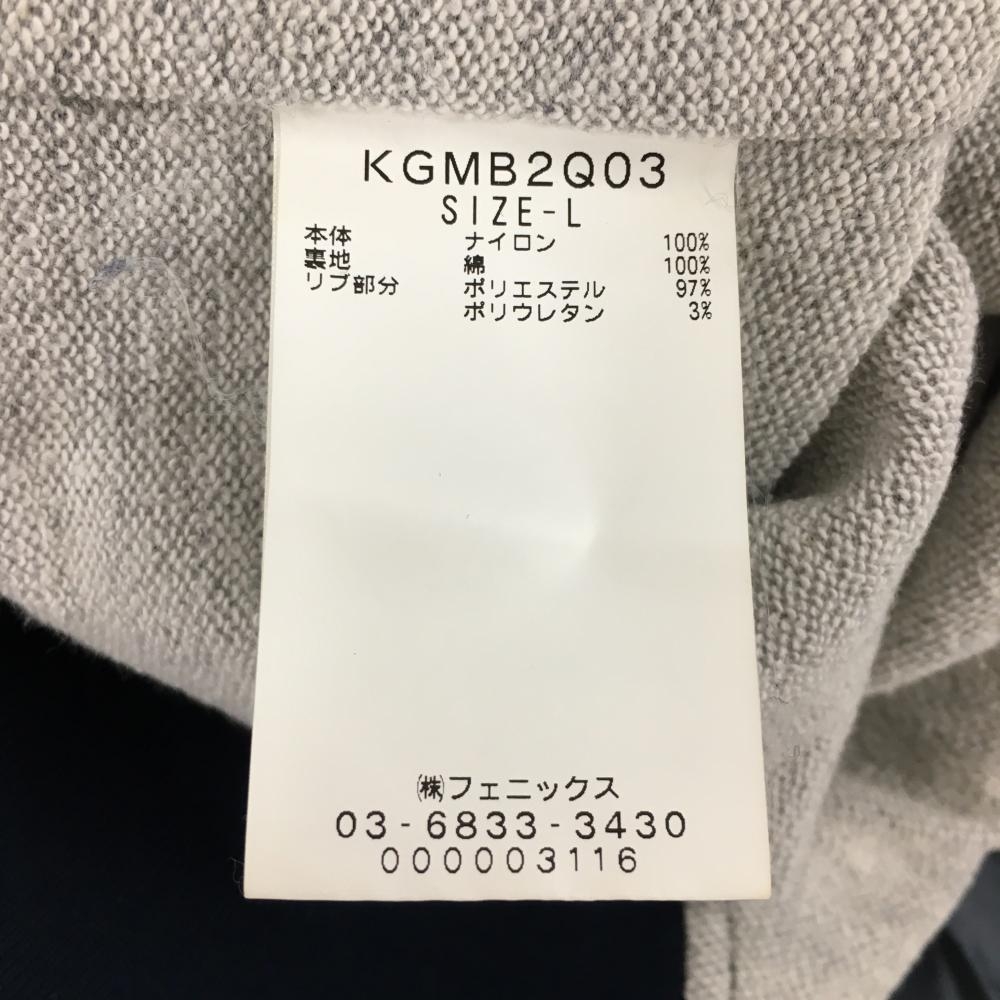 KGMB2Q03
SIZE-L
本体 ナイロン 100%
裏地 綿 100%
リブ部分 ポリエステル 97%
ポリウレタン 3%
㈱フェニックス
03-6833-3430
000003116